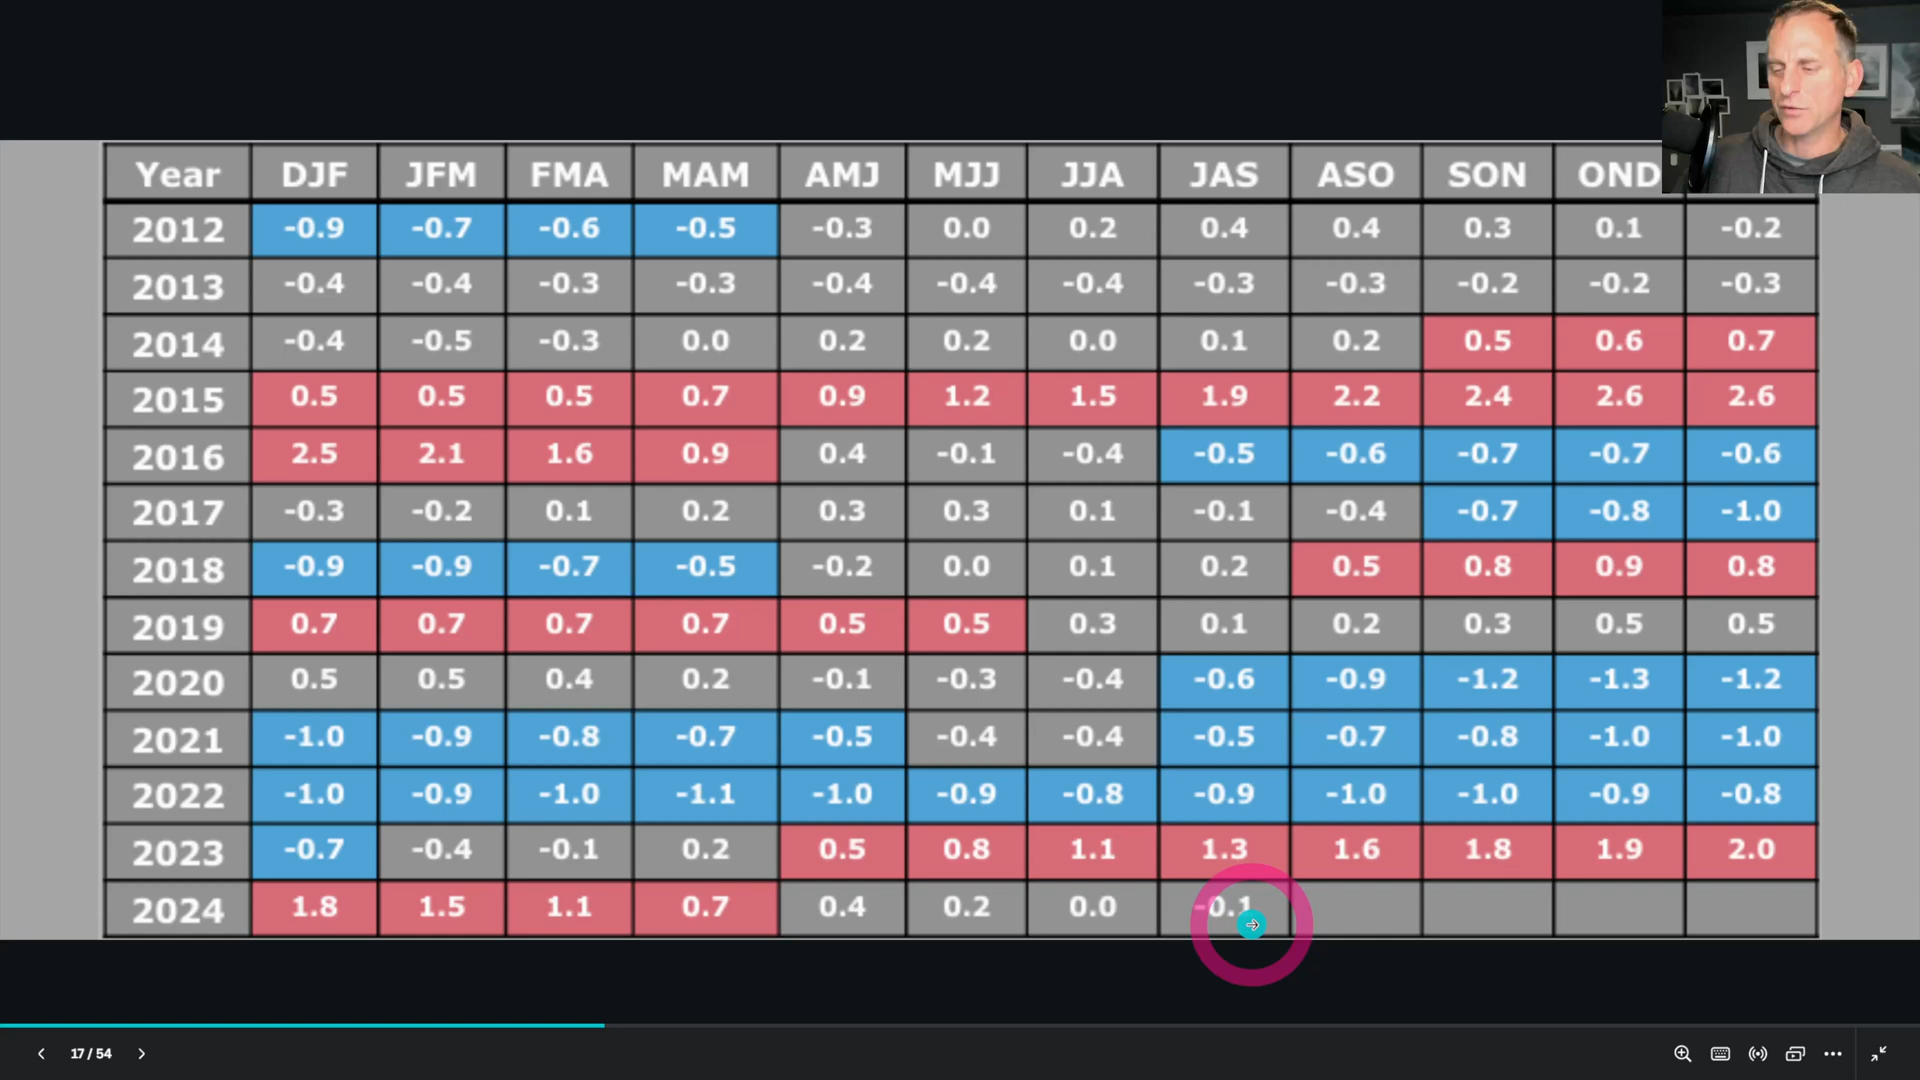 Year DJF JFM FMA MAM AMJ MJJ JJA JAS ASO SON OND
2012 -0.9 -0.7 -0.6 -0.5 -0.3 0.0 0.2 0.4 0.4 0.3 0.1 -0.2
2013 -0.4 -0.4 -0.3 -0.3 -0.4 -0.4 -0.4 -0.3 -0.3 -0.2 -0.2 -0.3
2014 -0.4 -0.5 -0.3 0.0 0.2 0.2 0.0 0.1 0.2 0.5 0.6 0.7
2015 0.5 0.5 0.5 0.7 0.9 1.2 1.5 1.9 2.2 2.4 2.6 2.6
2016 2.5 2.1 1.6 0.9 0.4 -0.1 -0.4 -0.5 -0.6 -0.7 -0.7 -0.6
2017 -0.3 -0.2 0.1 0.2 0.3 0.3 0.1 -0.1 -0.4 -0.7 -0.8 -1.0
2018 -0.9 -0.9 -0.7 -0.5 -0.2 0.0 0.1 0.2 0.5 0.8 0.9 0.8
2019 0.7 0.7 0.7 0.7 0.5 0.5 0.3 0.1 0.2 0.3 0.5 0.5
2020 0.5 0.5 0.4 0.2 -0.1 -0.3 -0.4 -0.6 -0.9 -1.2 -1.3 -1.2
2021 -1.0 -0.9 -0.8 -0.7 -0.5 -0.4 -0.4 -0.5 -0.7 -0.8 -1.0 -1.0
2022 -1.0 -0.9 -1.0 -1.1 -1.0 -0.9 -0.8 -0.9 -1.0 -1.0 -0.9 -0.8
2023 -0.7 -0.4 -0.1 0.2 0.5 0.8 1.1 1.3 1.6 1.8 1.9 2.0
2024 1.8 1.5 1.1 0.7 0.4 0.2 0.0 -0.1
17 / 54